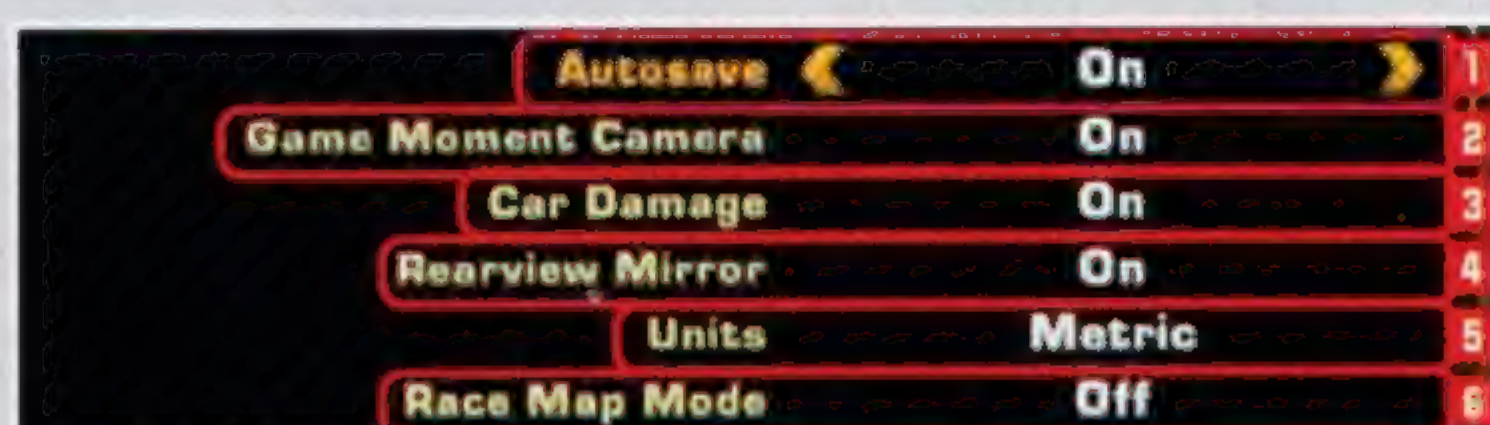 Autosave On 1
Game Moment Camera On 2
Car Damage On 3
Rearview Mirror On 4
Units Metric 5
Race Map Mode Off 6